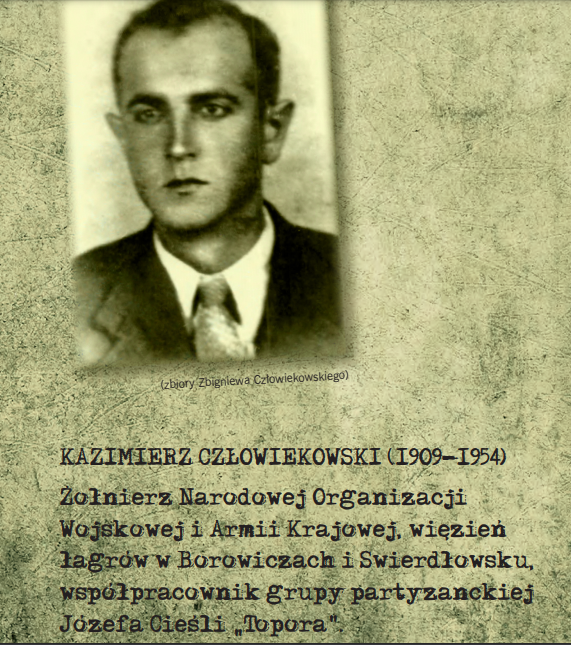 (zbiory Zbigniewa Człowiekowskiego)
KAZIMIERZ CZŁOWIEKOWSKI (1909—1954)
Żołnierz Narodowej Organizacji
Wojskowej i Armii Krajowej, więzień
łagrów w Borowiczach i Swierdłowsku,
współpracownik grupy partyzanckiej
Józefa Cieśli „Topora”.